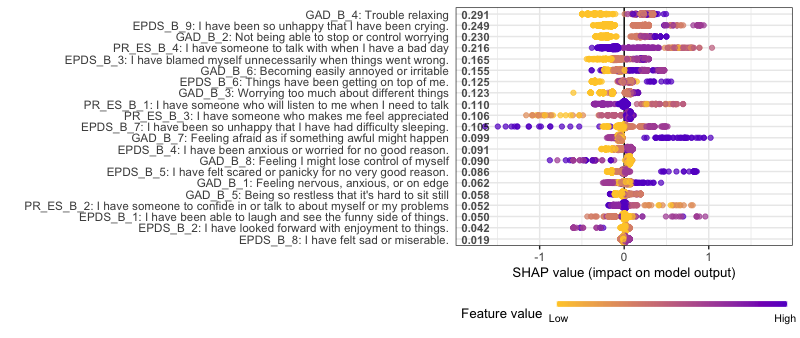 GAD_B_4: Trouble relaxing 0.291
EPDS_B_9: I have been so unhappy that I have been crying. 0.249
GAD_B_2: Not being able to stop or control worrying 0.230
PR_ES_B_4: I have someone to talk with when I have a bad day 0.216
EPDS_B_3: I have blamed myself unnecessarily when things went wrong. 0.165
GAD_B_6: Becoming easily annoyed or irritable 0.155
EPDS_B_6: Things have been getting on top of me. 0.125
GAD_B_3: Worrying too much about different things 0.123
PR_ES_B_1: I have someone who will listen to me when I need to talk 0.110
PR_ES_B_3: I have someone who makes me feel appreciated 0.106
EPDS_B_7: I have been so unhappy that I have had difficulty sleeping. 0.105
GAD_B_7: Feeling afraid as if something awful might happen 0.099
EPDS_B_4: I have been anxious or worried for no good reason. 0.091
GAD_B_8: Feeling I might lose control of myself 0.090
EPDS_B_5: I have felt scared or panicky for no very good reason. 0.086
GAD_B_1: Feeling nervous, anxious, or on edge 0.062
GAD_B_5: Being so restless that it's hard to sit still 0.058
PR_ES_B_2: I have someone to confide in or talk to about myself or my problems 0.052
EPDS_B_1: I have been able to laugh and see the funny side of things. 0.050
EPDS_B_2: I have looked forward with enjoyment to things. 0.042
EPDS_B_8: I have felt sad or miserable. 0.019
-1 0 1
SHAP value (impact on model output)
Feature value
Low High